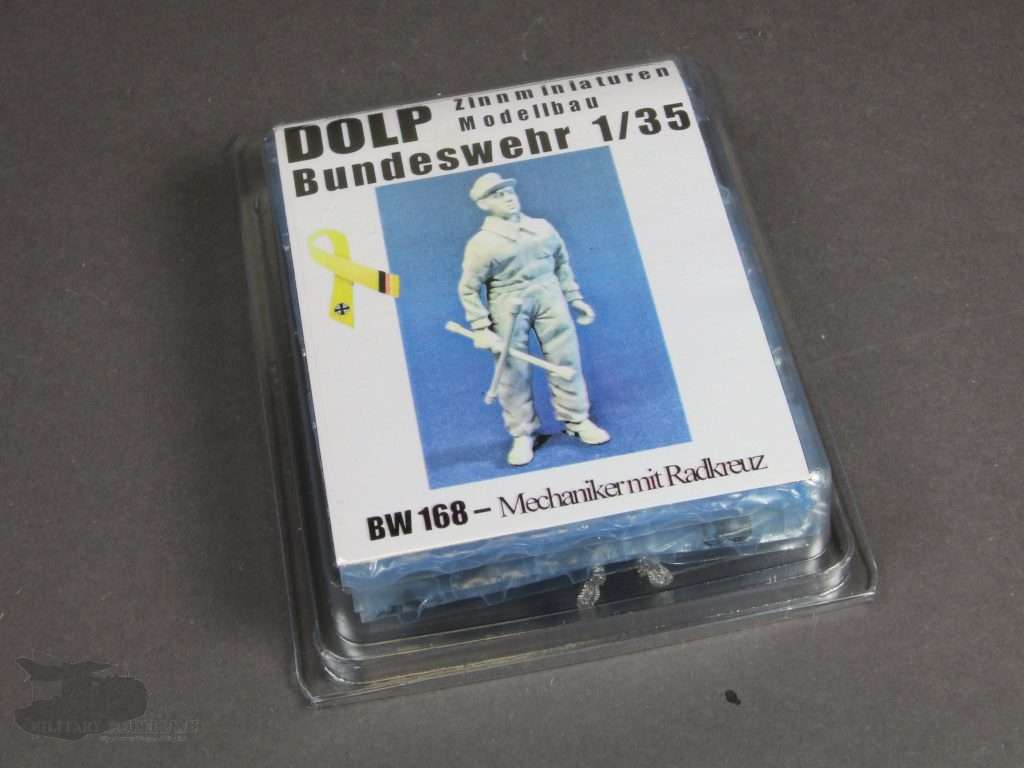 DOLP Zinnminiaturen
Modellbau
Bundeswehr 1/35
BW 168 – Mechaniker mit Radkreuz